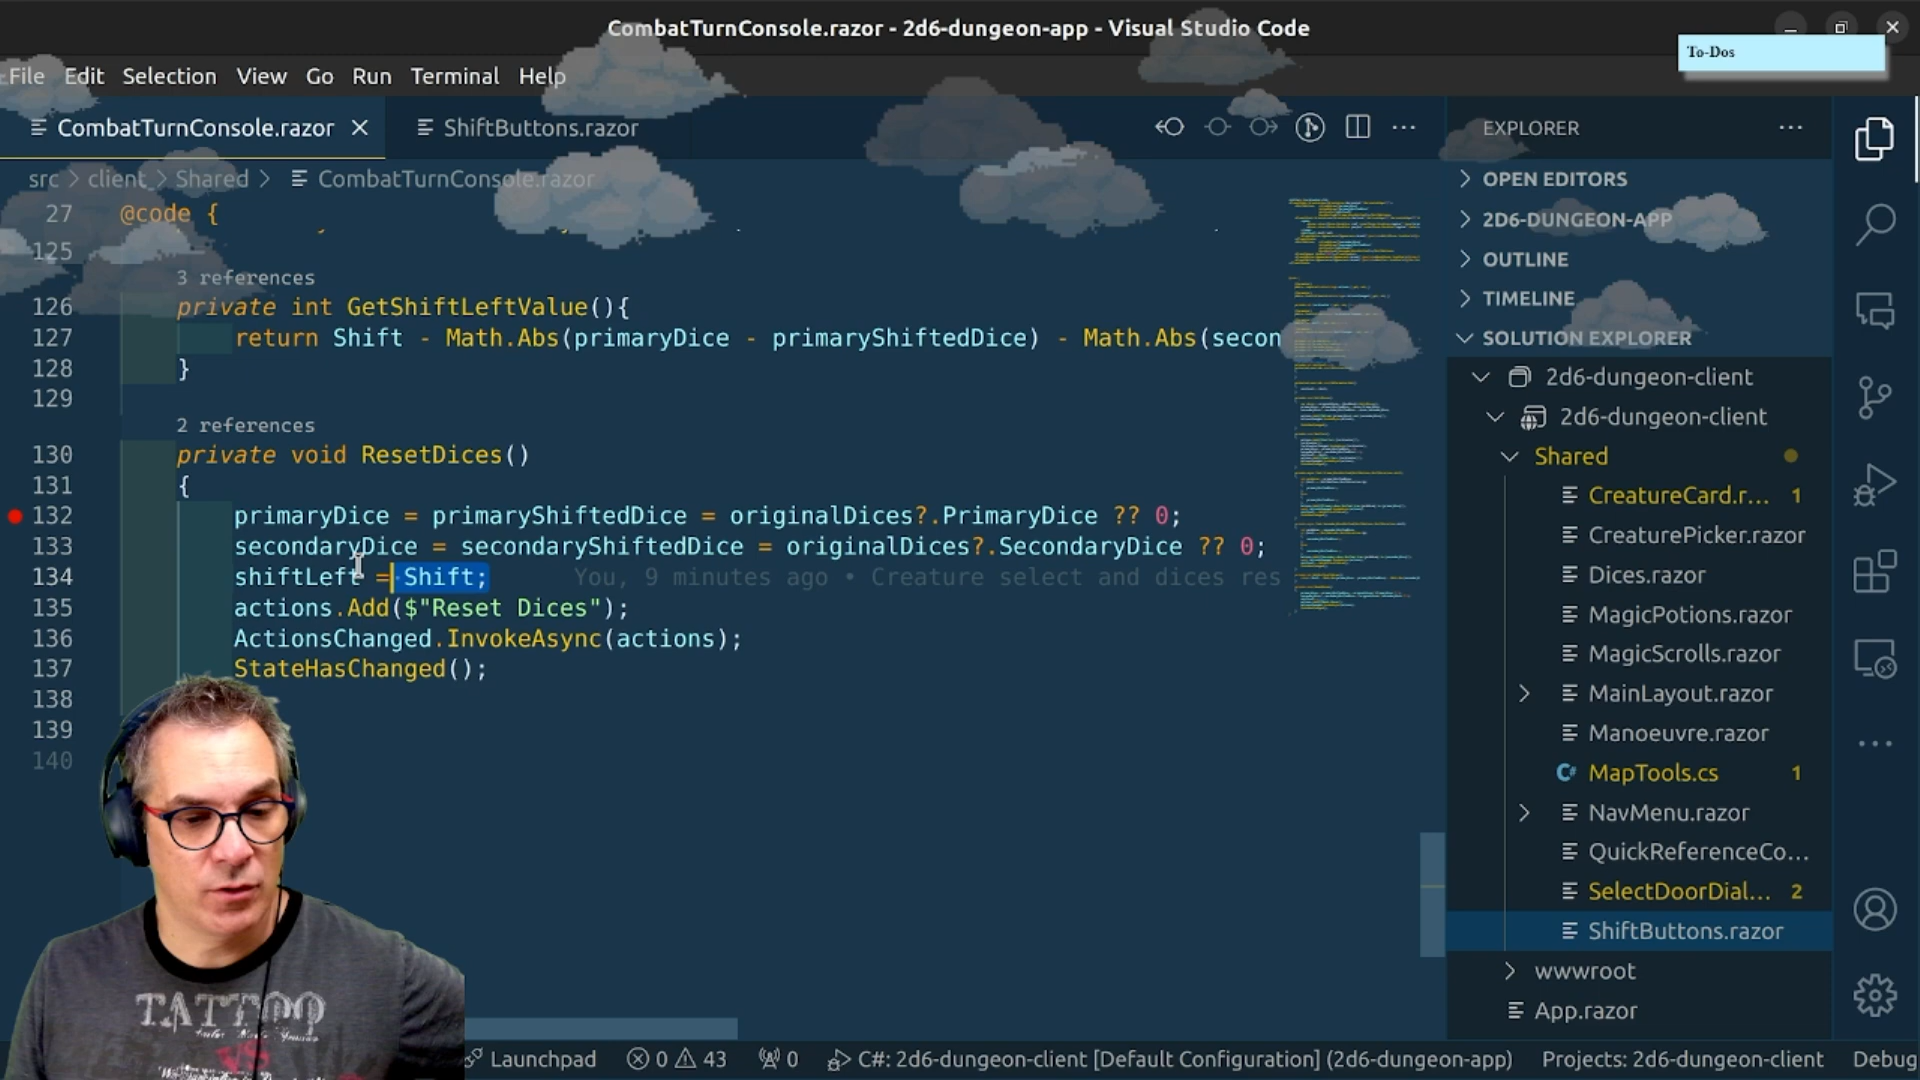 CombatTurnConsole.razor - 2d6-dungeon-app - Visual Studio Code
To-Dos
File Edit Selection View Go Run Terminal Help
CombatTurnConsole.razor
ShiftButtons.razor
EXPLORER
src > client > Shared > CombatTurnConsole.razor
27 @code {
125
3 references
126 private int GetShiftLeftValue(){
127 return Shift - Math.Abs(primaryDice - primaryShiftedDice) - Math.Abs(secon
128 }
129
2 references
130 private void ResetDices()
131 {
132 primaryDice = primaryShiftedDice = originalDices?.PrimaryDice ?? 0;
133 secondaryDice = secondaryShiftedDice = originalDices?.SecondaryDice ?? 0;
134 shiftLeft = Shift; You, 9 minutes ago • Creature select and dices res
135 actions.Add($"Reset Dices");
136 ActionsChanged.InvokeAsync(actions);
137 StateHasChanged();
138
139
140
OPEN EDITORS
2D6-DUNGEON-APP
OUTLINE
TIMELINE
SOLUTION EXPLORER
2d6-dungeon-client
2d6-dungeon-client
Shared
CreatureCard.r... 1
CreaturePicker.razor
Dices.razor
MagicPotions.razor
MagicScrolls.razor
MainLayout.razor
Manoeuvre.razor
MapTools.cs 1
NavMenu.razor
QuickReferenceCo...
SelectDoorDial... 2
ShiftButtons.razor
wwwroot
App.razor
TATTOO
VS
Launchpad 0 43 0 C#: 2d6-dungeon-client [Default Configuration] (2d6-dungeon-app) Projects: 2d6-dungeon-client Debug